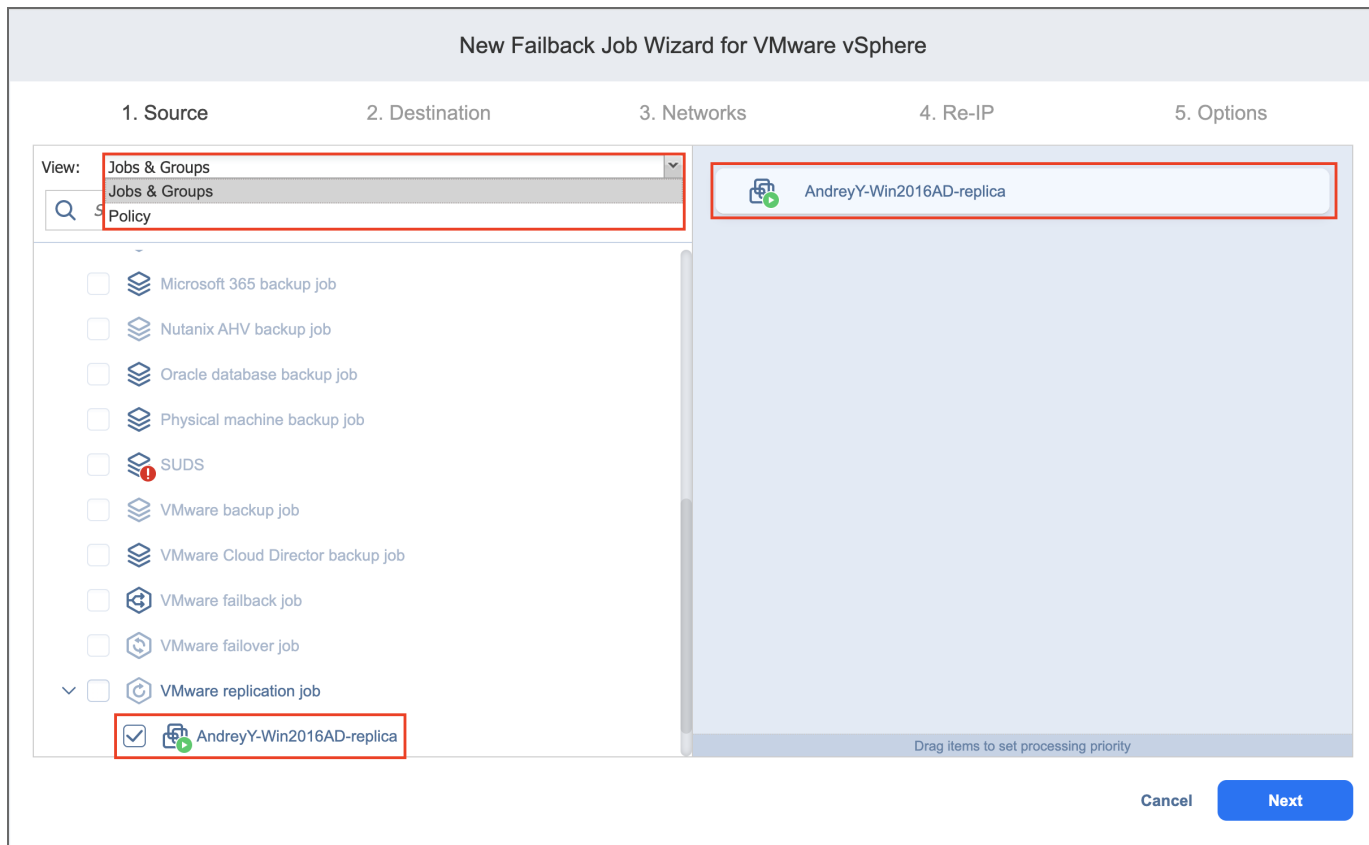 New Failback Job Wizard for VMware vSphere
1. Source
2. Destination
3. Networks
4. Re-IP
5. Options
View:
Jobs & Groups
Jobs & Groups
Policy
S
Microsoft 365 backup job
Nutanix AHV backup job
Oracle database backup job
Physical machine backup job
SUDS
VMware backup job
VMware Cloud Director backup job
VMware failback job
VMware failover job
VMware replication job
AndreyY-Win2016AD-replica
AndreyY-Win2016AD-replica
Drag items to set processing priority
Cancel
Next